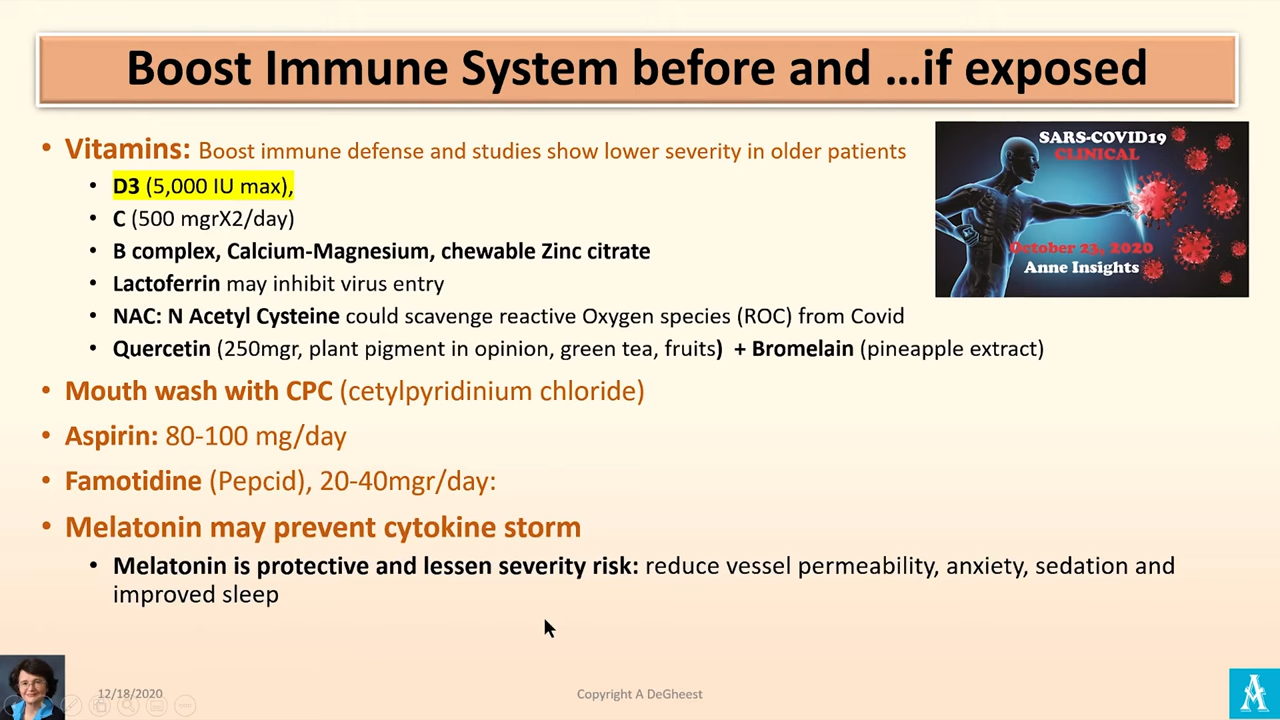 Boost Immune System before and ...if exposed
• Vitamins: Boost immune defense and studies show lower severity in older patients
• D3 (5,000 IU max),
• C (500 mgrX2/day)
• B complex, Calcium-Magnesium, chewable Zinc citrate
• Lactoferrin may inhibit virus entry
• NAC: N Acetyl Cysteine could scavenge reactive Oxygen species (ROC) from Covid
• Quercetin (250mgr, plant pigment in opinion, green tea, fruits) + Bromelain (pineapple extract)
SARS-COVID19
CLINICAL
October 23, 2020
Anne Insights
• Mouth wash with CPC (cetylpyridinium chloride)
• Aspirin: 80-100 mg/day
• Famotidine (Pepcid), 20-40mgr/day:
• Melatonin may prevent cytokine storm
• Melatonin is protective and lessen severity risk: reduce vessel permeability, anxiety, sedation and
improved sleep
12/18/2020
Copyright A DeGheest
A